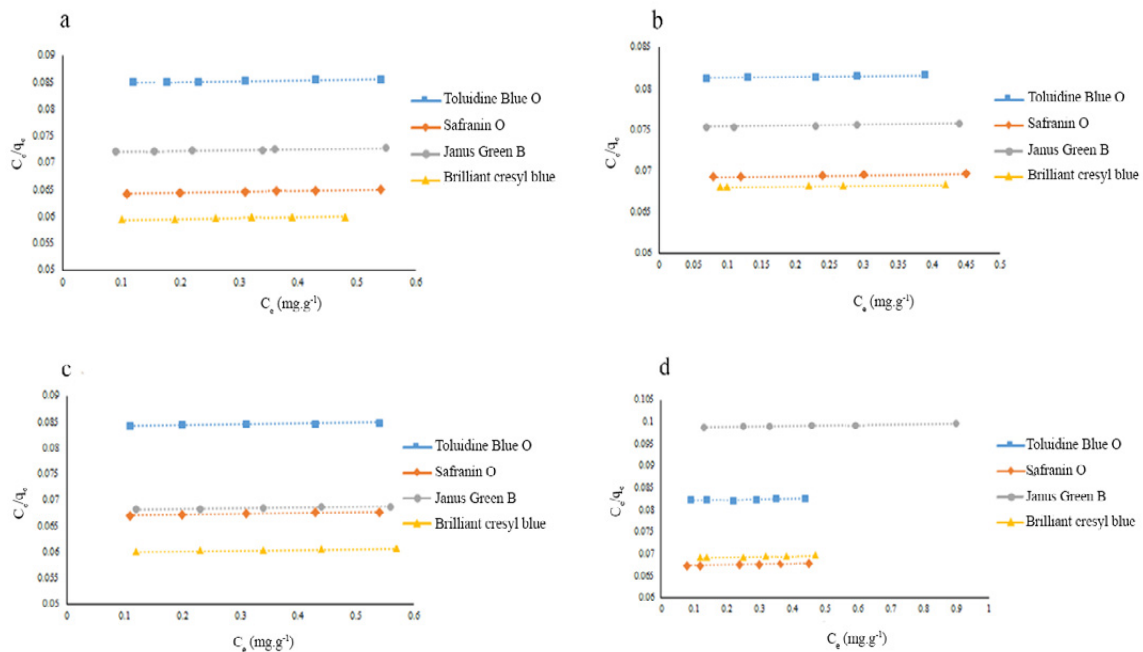 a
0.09
0.085
0.08
0.075
0.07
0.065
0.06
0.055
0.05
Cₑ/qₑ
0 0.1 0.2 0.3 0.4 0.5 0.6
Cₑ (mg.g⁻¹)
Toluidine Blue O
Safranin O
Janus Green B
Brilliant cresyl blue
b
0.085
0.08
0.075
0.07
0.065
0.06
Cₑ/qₑ
0 0.05 0.1 0.15 0.2 0.25 0.3 0.35 0.4 0.45 0.5
Cₑ (mg.g⁻¹)
Toluidine Blue O
Safranin O
Janus Green B
Brilliant cresyl blue
c
0.09
0.085
0.08
0.075
0.07
0.065
0.06
0.055
0.05
Cₑ/qₑ
0 0.1 0.2 0.3 0.4 0.5 0.6
Cₑ (mg.g⁻¹)
Toluidine Blue O
Safranin O
Janus Green B
Brilliant cresyl blue
d
0.105
0.1
0.095
0.09
0.085
0.08
0.075
0.07
0.065
0.06
Cₑ/qₑ
0 0.1 0.2 0.3 0.4 0.5 0.6 0.7 0.8 0.9 1
Cₑ (mg.g⁻¹)
Toluidine Blue O
Safranin O
Janus Green B
Brilliant cresyl blue